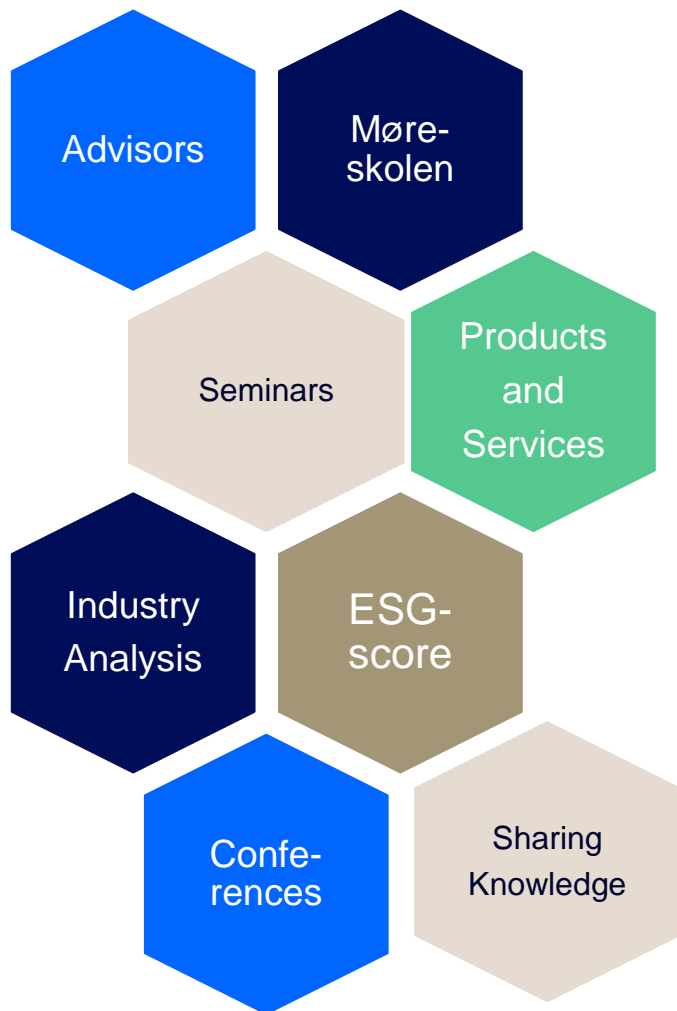 Advisors
Møre-
skolen
Seminars
Products
and
Services
Industry
Analysis
ESG-
score
Confe-
rences
Sharing
Knowledge